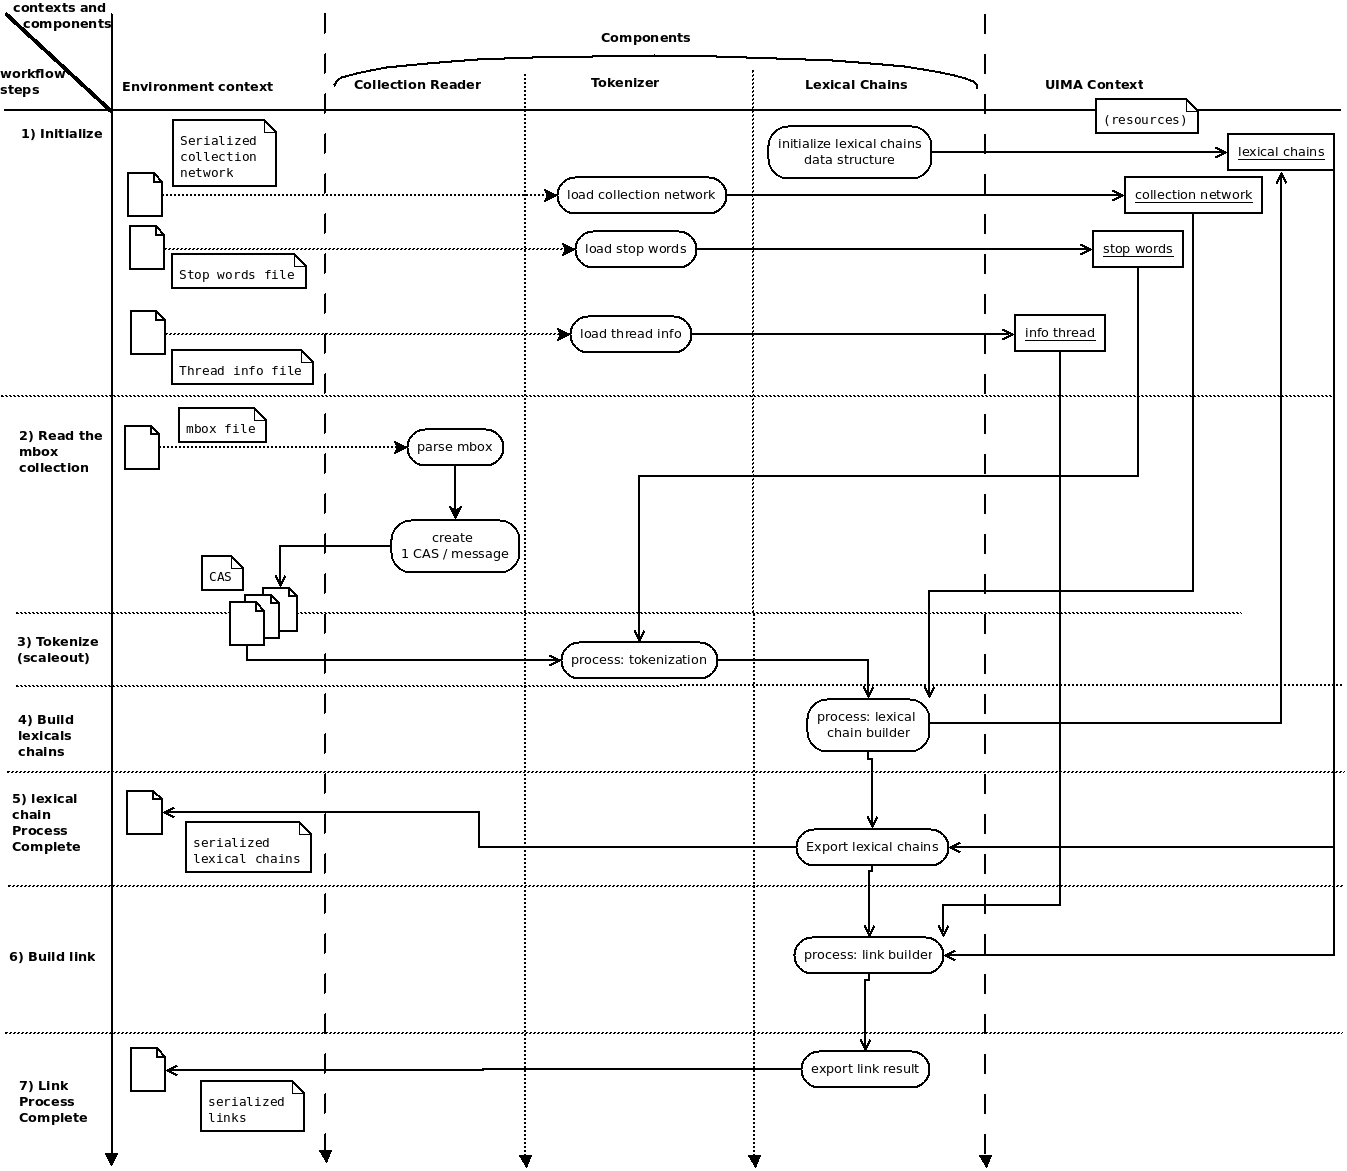 contexts and
components
workflow
steps
Components
Environment context
Collection Reader
Tokenizer
Lexical Chains
UIMA Context
(resources)
1) Initialize
Serialized
collection
network
initialize lexical chains
data structure
lexical chains
load collection network
collection network
load stop words
stop words
Stop words file
load thread info
info thread
Thread info file
2) Read the
mbox
collection
mbox file
parse mbox
create
1 CAS / message
CAS
3) Tokenize
(scaleout)
process: tokenization
4) Build
lexicals
chains
process: lexical
chain builder
5) lexical
chain
Process
Complete
serialized
lexical chains
Export lexical chains
6) Build link
process: link builder
7) Link
Process
Complete
serialized
links
export link result